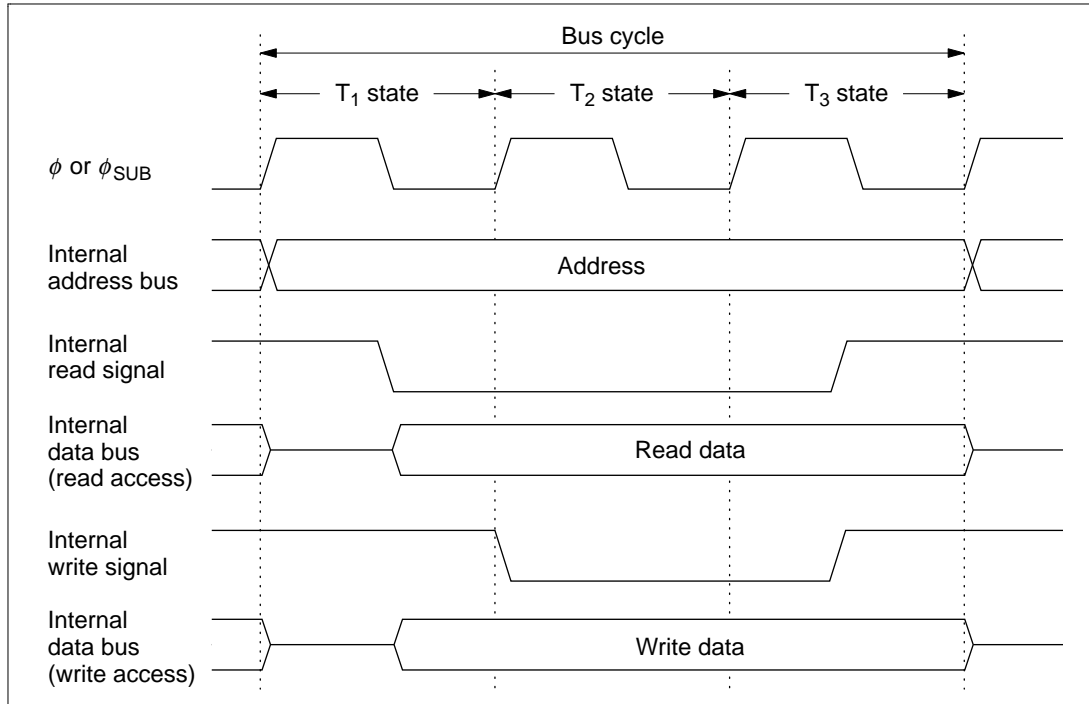 Bus cycle
T1 state
T2 state
T3 state
ϕ or ϕSUB
Internal
address bus
Address
Internal
read signal
Internal
data bus
(read access)
Read data
Internal
write signal
Internal
data bus
(write access)
Write data